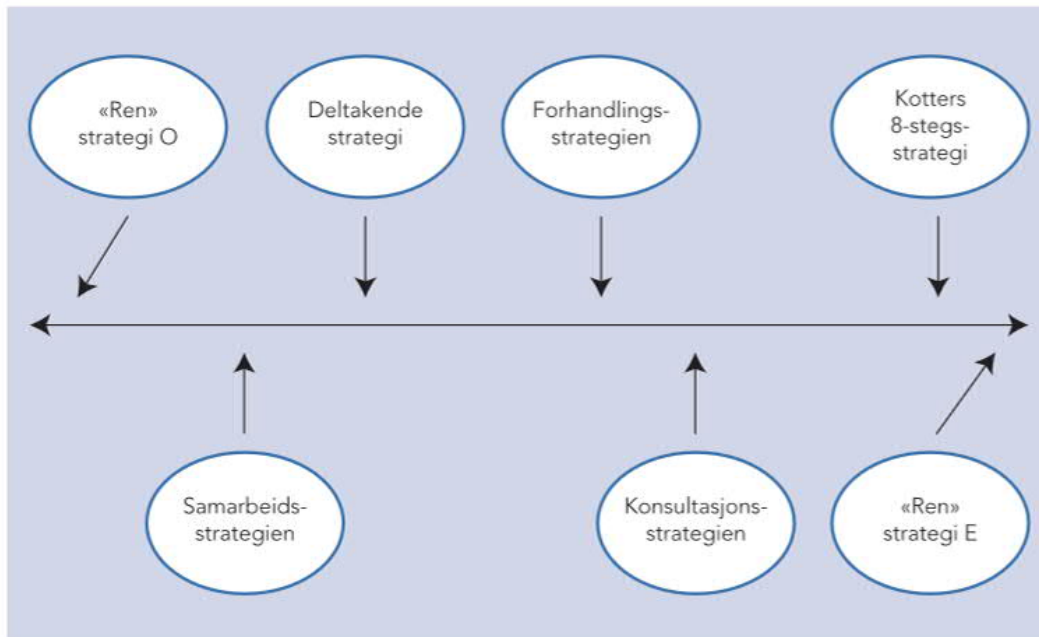 «Ren»
strategi O
Deltakende
strategi
Forhandlings-
strategien
Kotters
8-stegs-
strategi
Samarbeids-
strategien
Konsultasjons-
strategien
«Ren»
strategi E